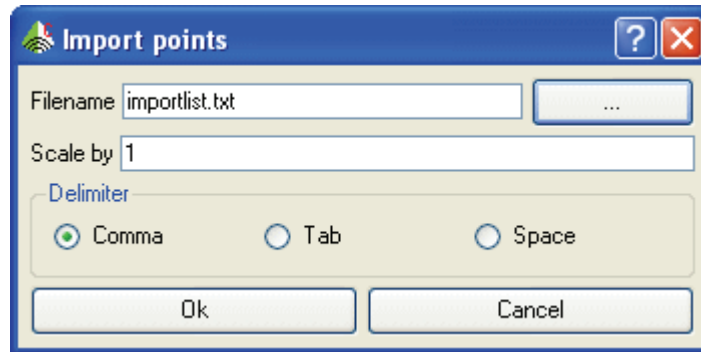 Import points
?
Filename importlist.txt ...
Scale by 1
Delimiter
Comma Tab Space
Ok Cancel